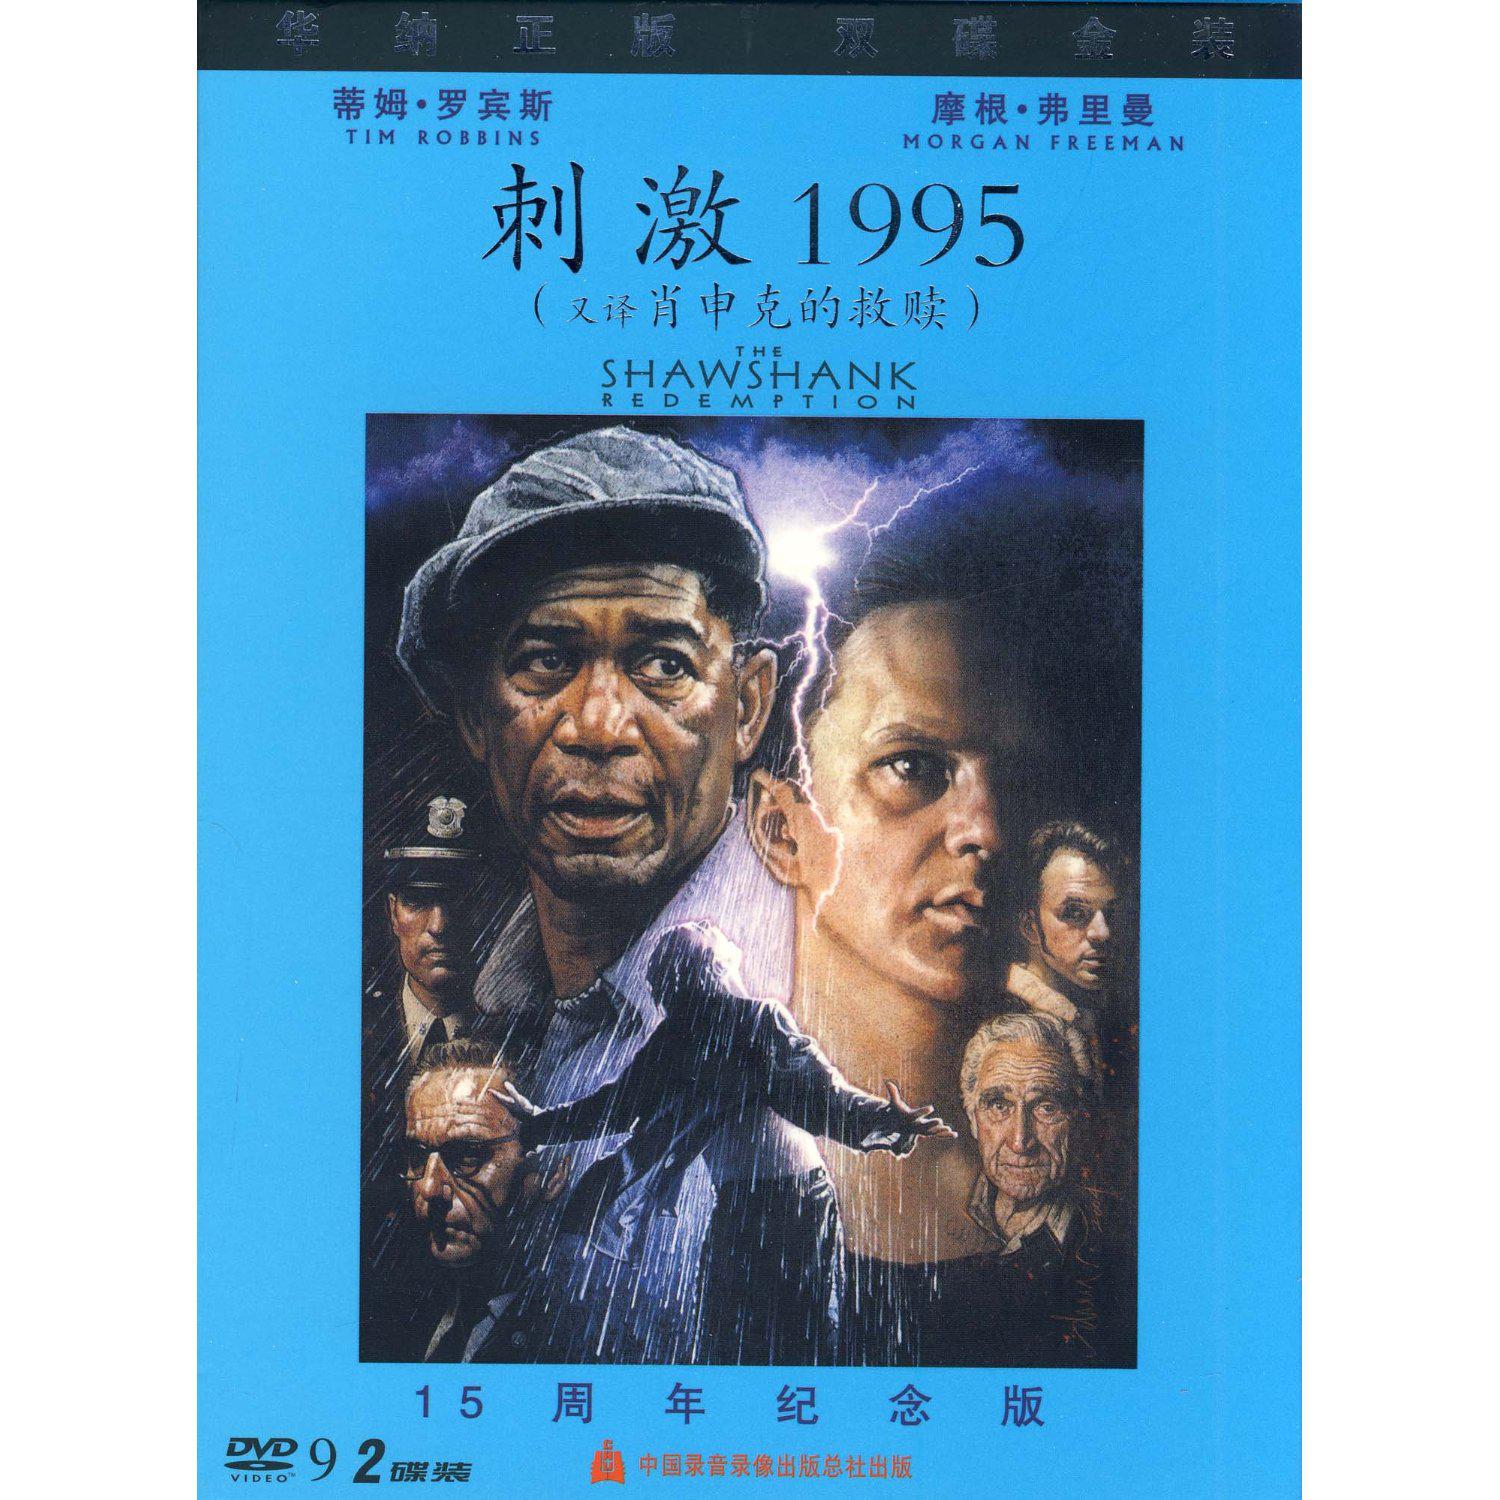 华纳正版 双碟金装
蒂姆·罗宾斯
TIM ROBBINS
摩根·弗里曼
MORGAN FREEMAN
刺激1995
(又译肖申克的救赎)
THE
SHAWSHANK
REDEMPTION
15周年纪念版
DVD 9 2碟装
VIDEO™
中国录音录像出版总社出版